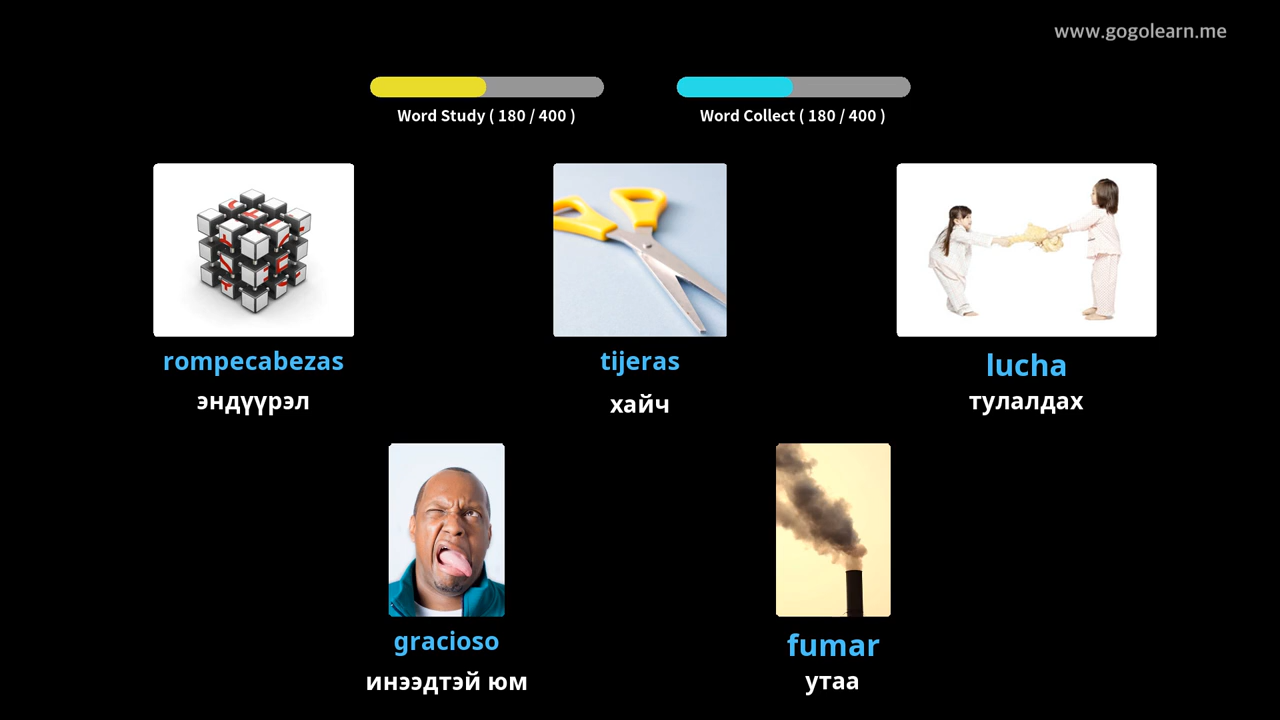 www.gogolearn.me
Word Study ( 180 / 400 )
Word Collect ( 180 / 400 )
rompecabezas
эндүүрэл
tijeras
хайч
lucha
тулалдах
gracioso
инээдтэй юм
fumar
утаа